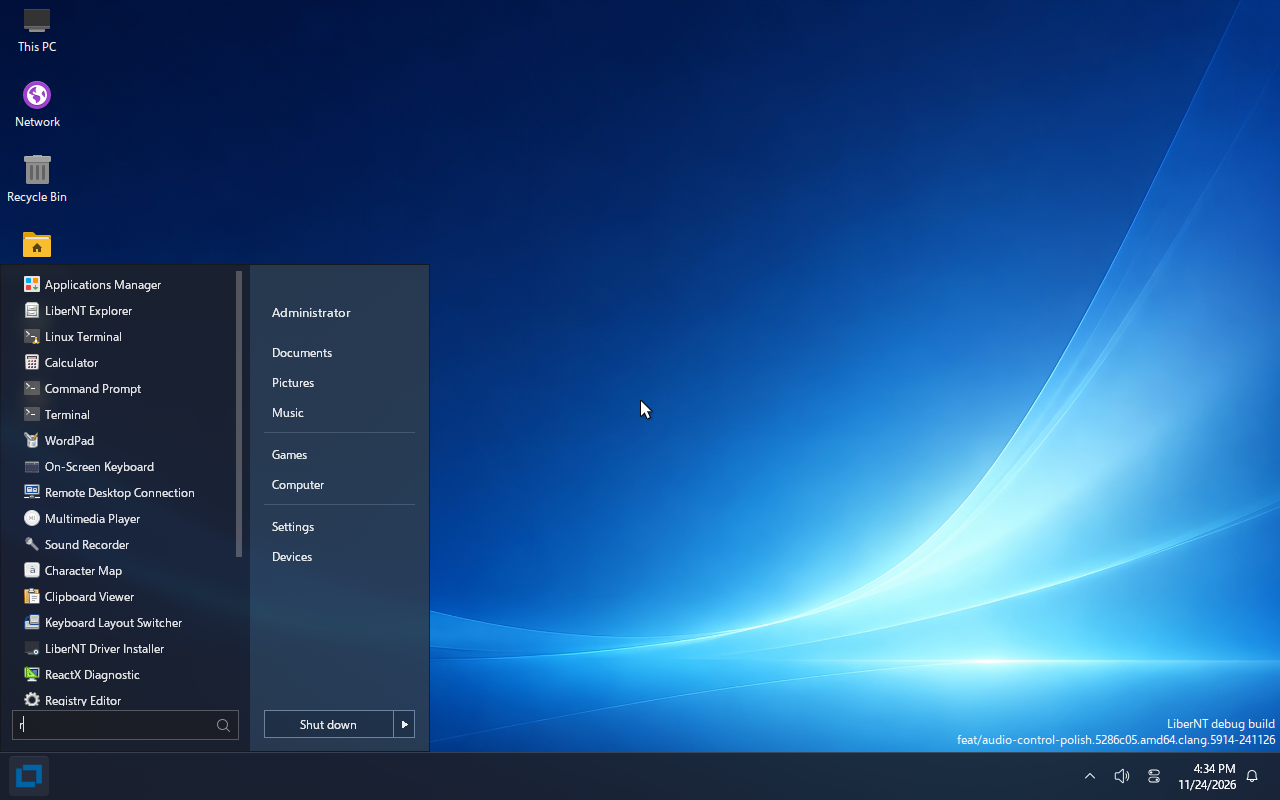 This PC
Network
Recycle Bin
Applications Manager
LiberNT Explorer
Linux Terminal
Calculator
Command Prompt
Terminal
WordPad
On-Screen Keyboard
Remote Desktop Connection
Multimedia Player
Sound Recorder
Character Map
Clipboard Viewer
Keyboard Layout Switcher
LiberNT Driver Installer
ReactX Diagnostic
Registry Editor
r
Administrator
Documents
Pictures
Music
Games
Computer
Settings
Devices
Shut down
LiberNT debug build
feat/audio-control-polish.5286c05.amd64.clang.5914-241126
4:34 PM
11/24/2026